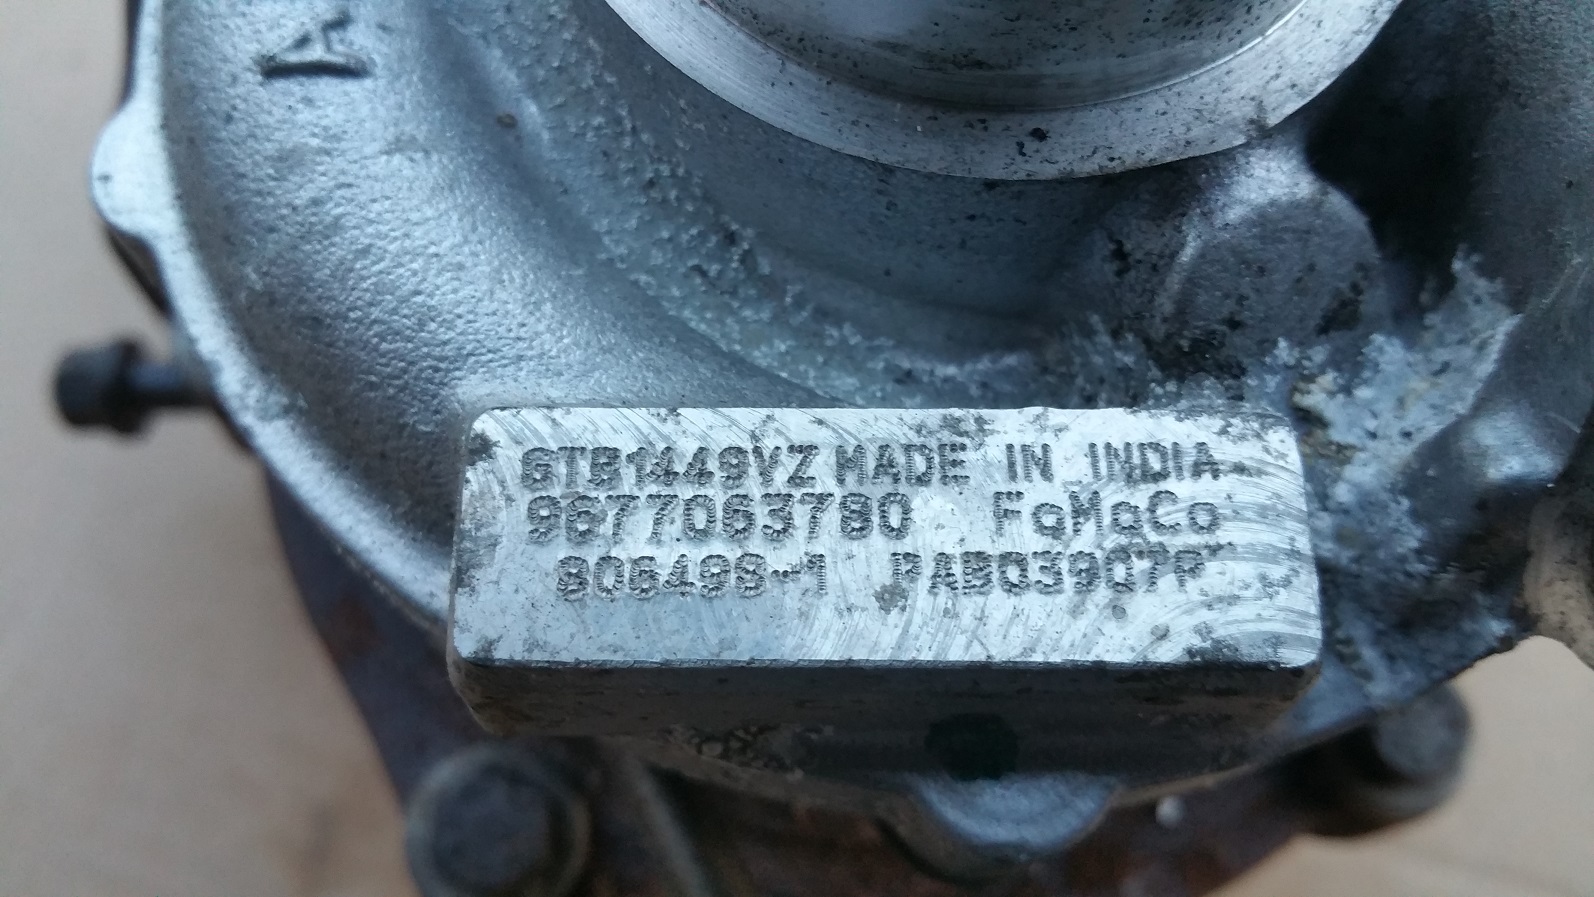 A
GTB1449VZ MADE IN INDIA
9677063780 FoMoCo
806498-1 PAB03907P